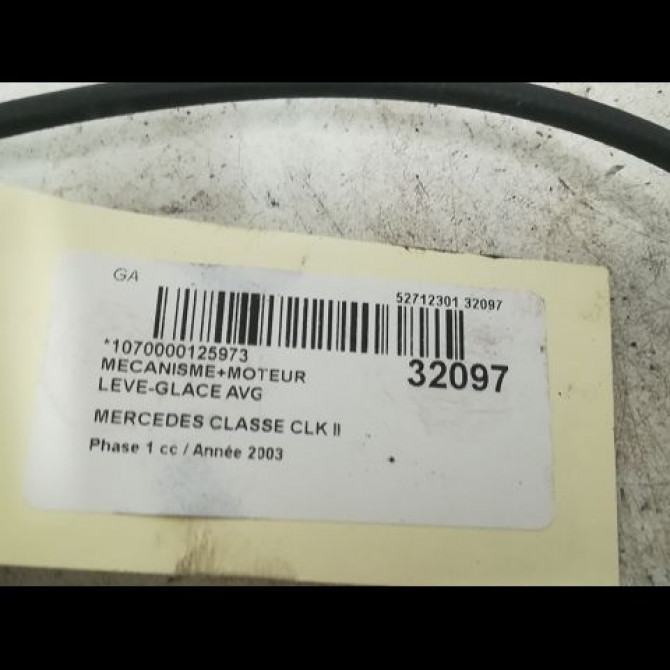 GA
52712301 32097
*1070000125973
32097
MECANISME+MOTEUR
LEVE-GLACE AVG
MERCEDES CLASSE CLK II
Phase 1 cc / Année 2003